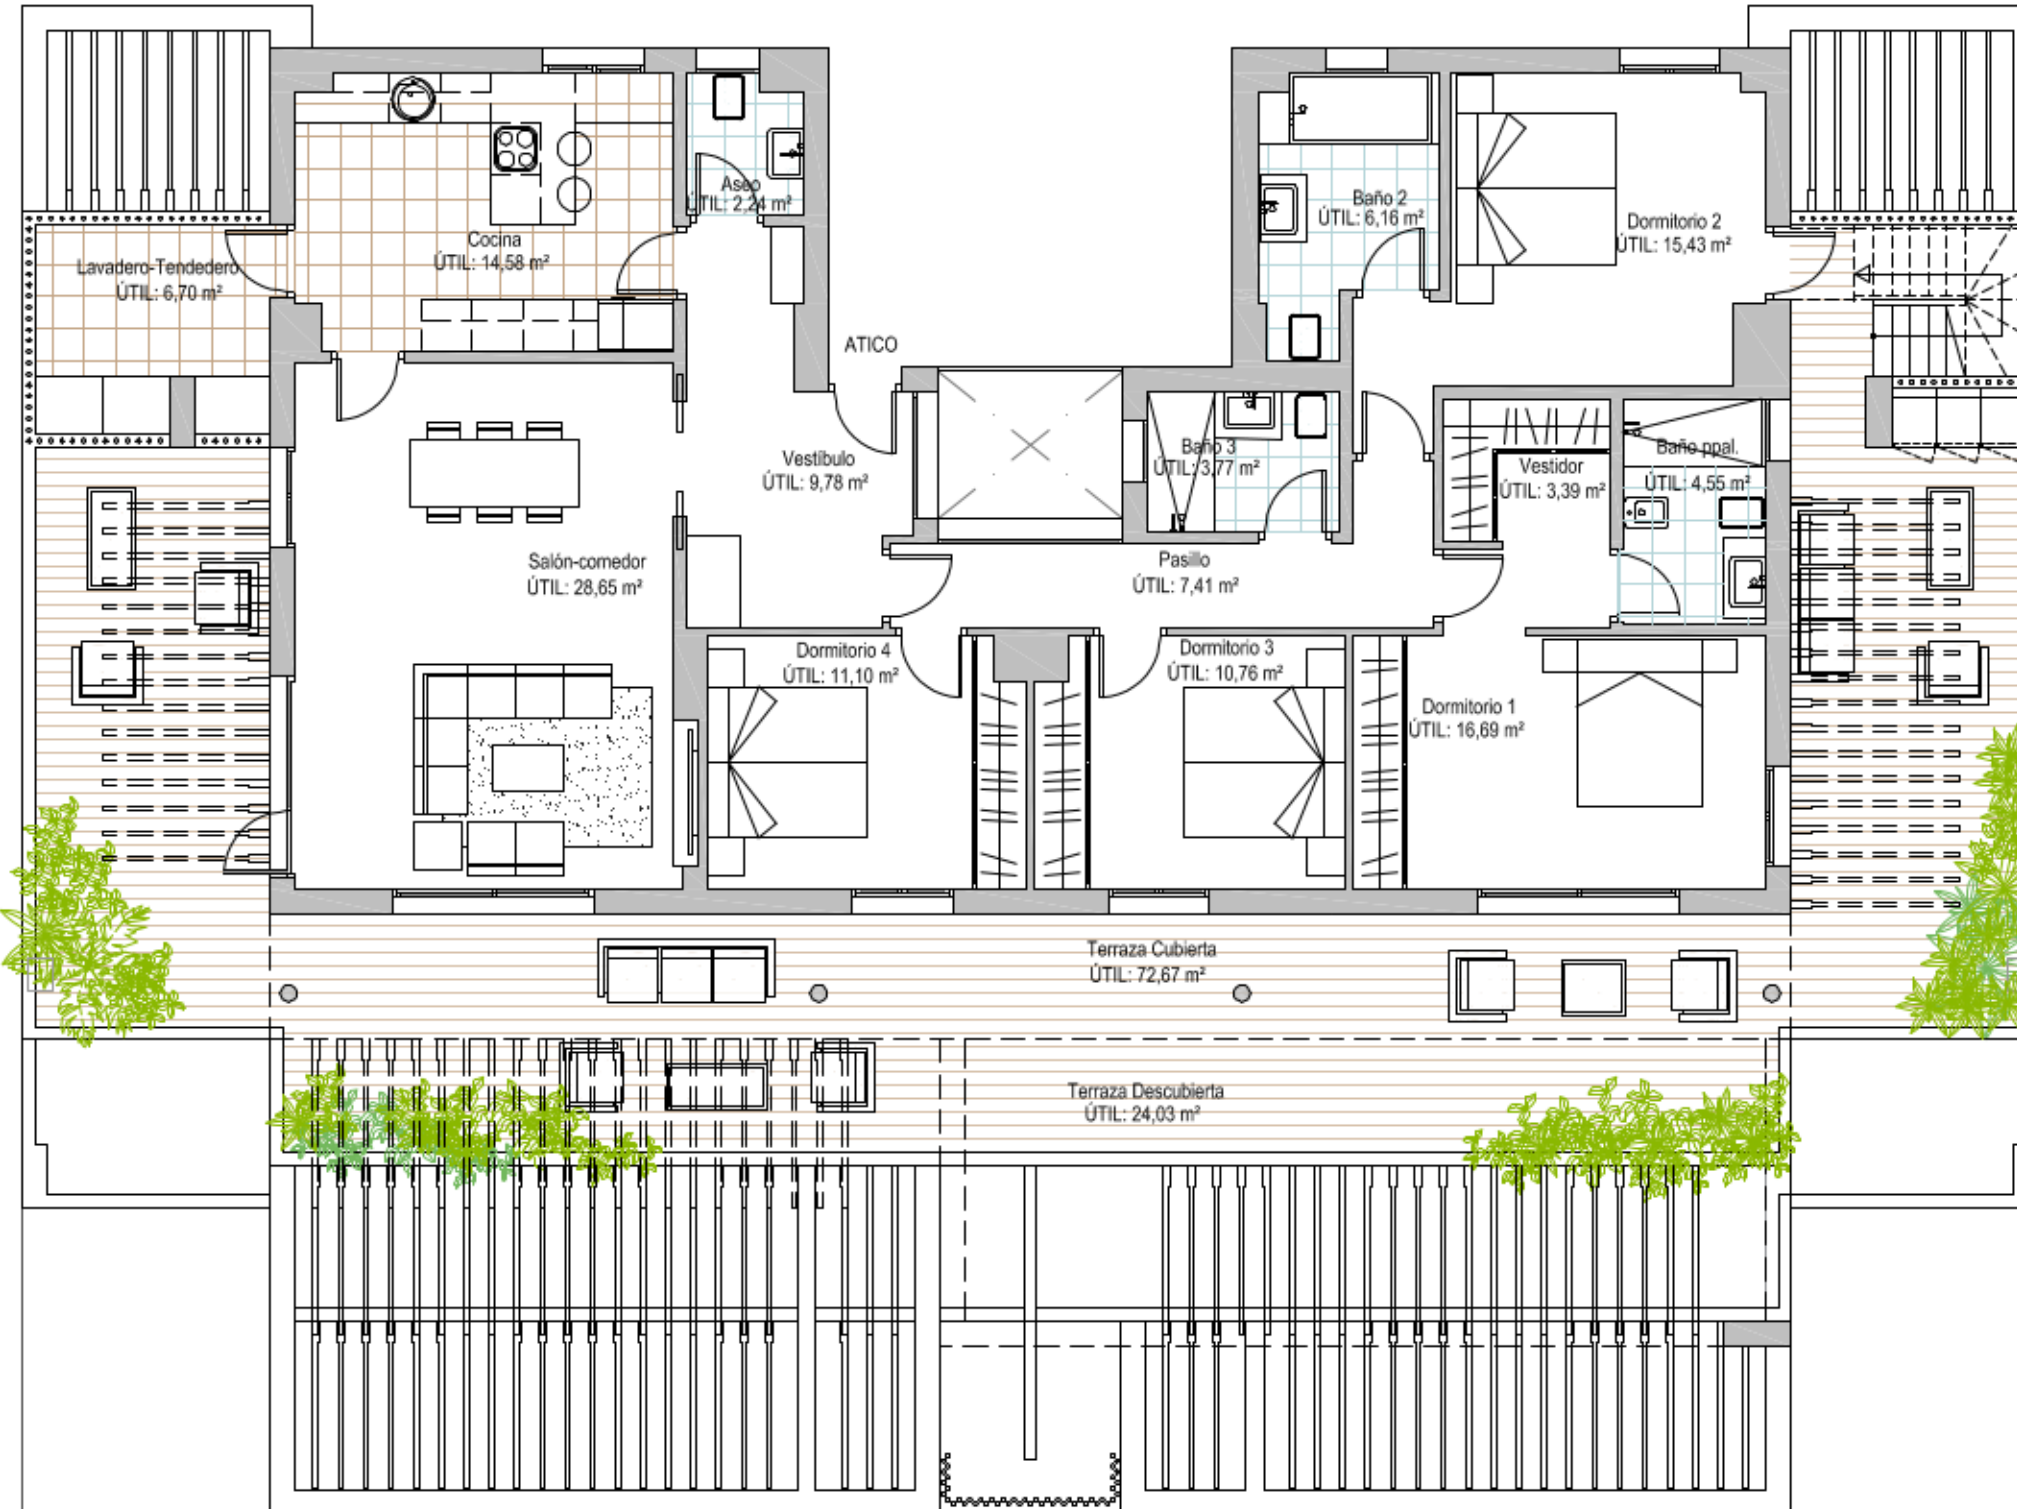 Aseo
ÚTIL: 2,24 m²
Cocina
ÚTIL: 14,58 m²
Lavadero-Tendedero
ÚTIL: 6,70 m²
Baño 2
ÚTIL: 6,16 m²
Dormitorio 2
ÚTIL: 15,43 m²
ATICO
Vestíbulo
ÚTIL: 9,78 m²
Baño 3
ÚTIL: 3,77 m²
Vestidor
ÚTIL: 3,39 m²
Baño ppal.
ÚTIL: 4,55 m²
Salón-comedor
ÚTIL: 28,65 m²
Pasillo
ÚTIL: 7,41 m²
Dormitorio 4
ÚTIL: 11,10 m²
Dormitorio 3
ÚTIL: 10,76 m²
Dormitorio 1
ÚTIL: 16,69 m²
Terraza Cubierta
ÚTIL: 72,67 m²
Terraza Descubierta
ÚTIL: 24,03 m²